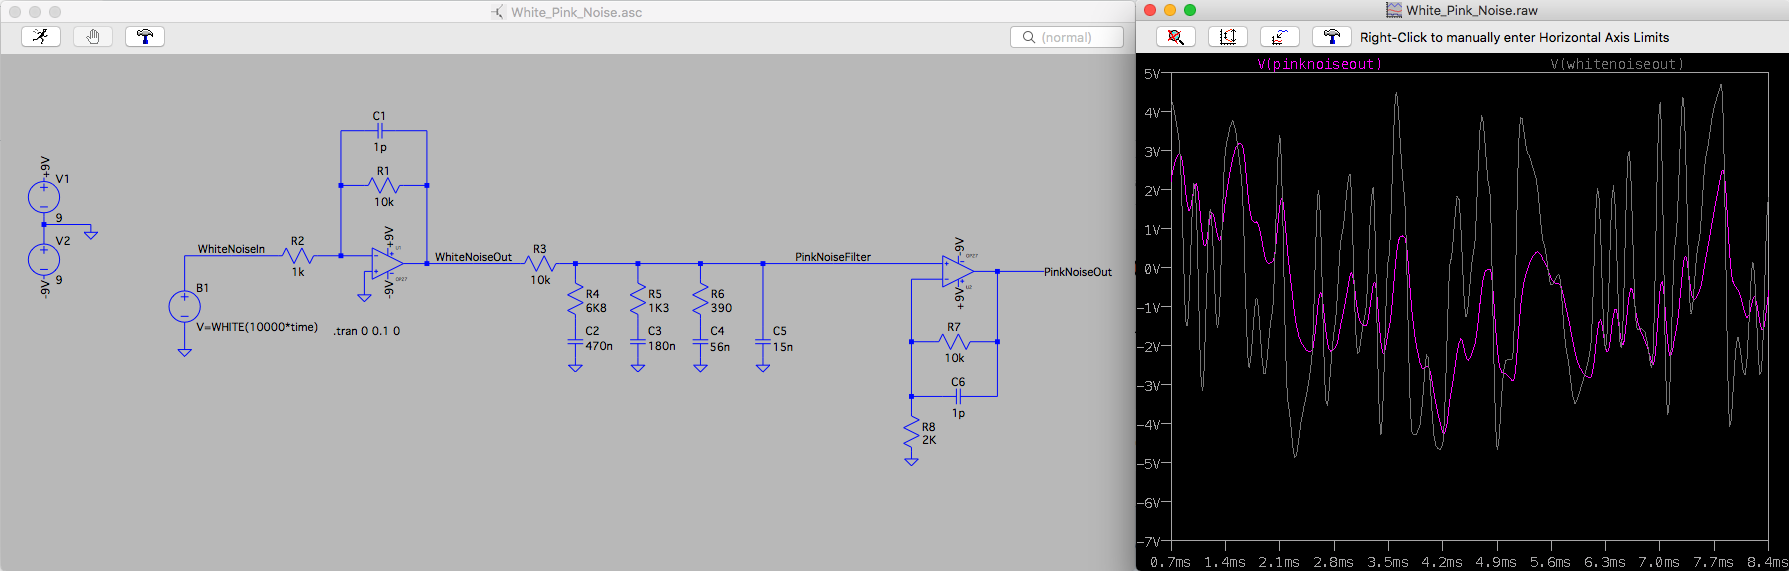 White_Pink_Noise.asc
(normal)
+9V
V1
9
V2
9
-9V
WhiteNoiseIn
B1
V=WHITE(10000*time)
.tran 0 0.1 0
R2
1k
C1
1p
R1
10k
+9V
U1
OP27
-9V
WhiteNoiseOut
R3
10k
R4
6K8
C2
470n
R5
1K3
C3
180n
R6
390
C4
56n
C5
15n
PinkNoiseFilter
-9V
OP27
U2
+9V
PinkNoiseOut
R7
10k
C6
1p
R8
2K
White_Pink_Noise.raw
Right-Click to manually enter Horizontal Axis Limits
V(pinknoiseout)
V(whitenoiseout)
5V
4V
3V
2V
1V
0V
-1V
-2V
-3V
-4V
-5V
-6V
-7V
0.7ms 1.4ms 2.1ms 2.8ms 3.5ms 4.2ms 4.9ms 5.6ms 6.3ms 7.0ms 7.7ms 8.4ms